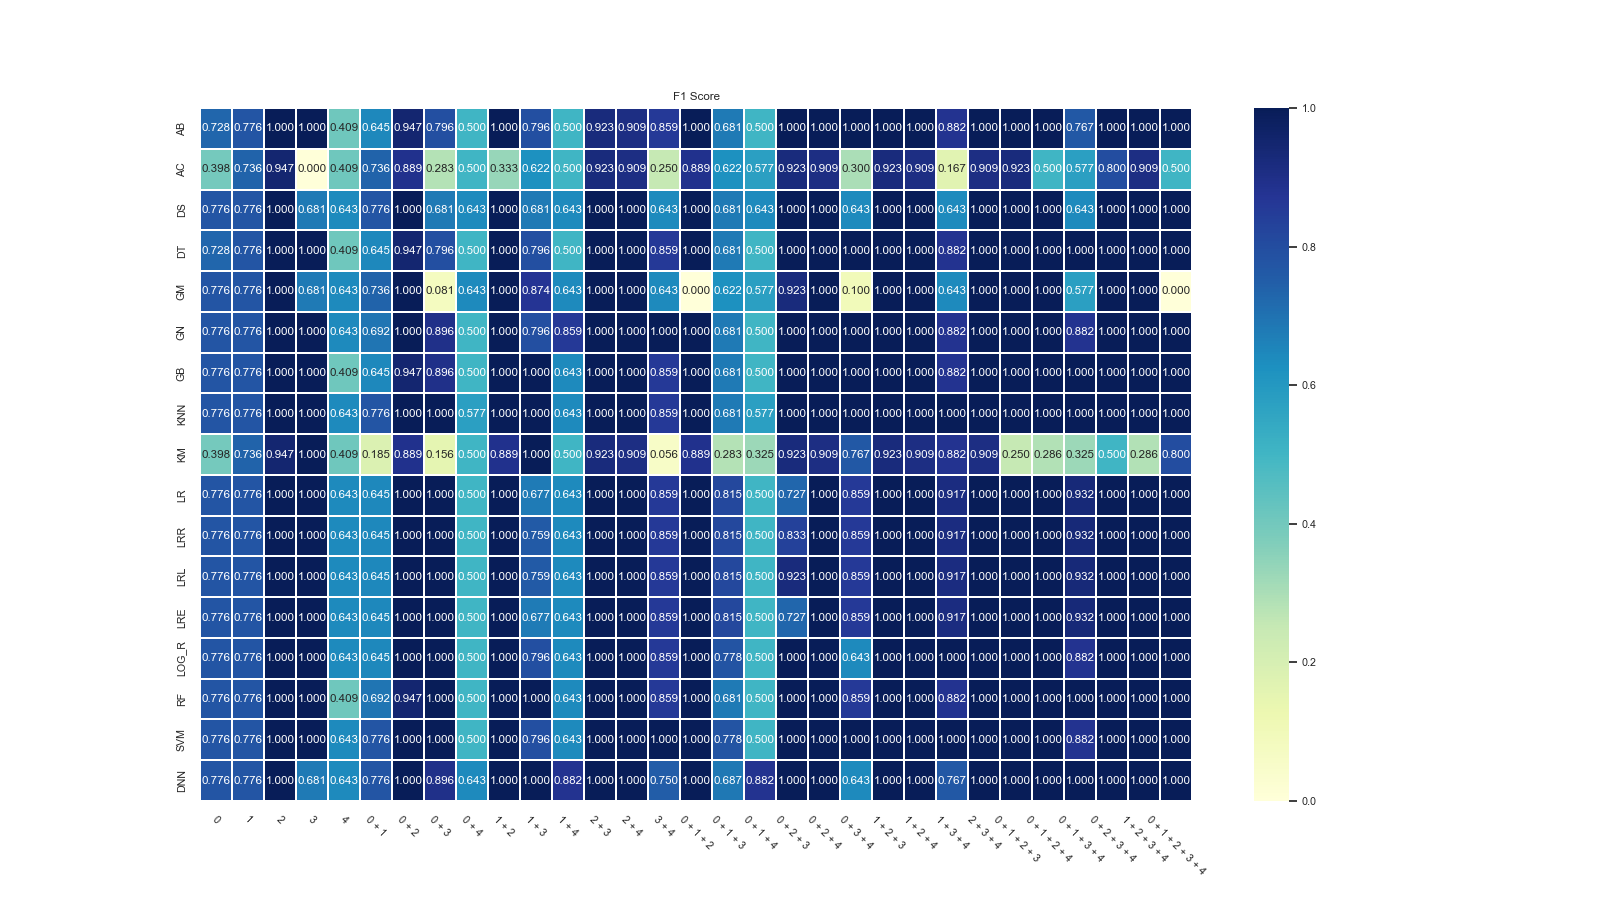 F1 Score
AB 0.728 0.776 1.000 1.000 0.409 0.645 0.947 0.796 0.500 1.000 0.796 0.500 0.923 0.909 0.859 1.000 0.681 0.500 1.000 1.000 1.000 1.000 1.000 0.882 1.000 1.000 1.000 0.767 1.000 1.000 1.000
AC 0.398 0.736 0.947 0.000 0.409 0.736 0.889 0.283 0.500 0.333 0.622 0.500 0.923 0.909 0.250 0.889 0.622 0.577 0.923 0.909 0.300 0.923 0.909 0.167 0.909 0.923 0.500 0.577 0.800 0.909 0.500
DS 0.776 0.776 1.000 0.681 0.643 0.776 1.000 0.681 0.643 1.000 0.681 0.643 1.000 1.000 0.643 1.000 0.681 0.643 1.000 1.000 0.643 1.000 1.000 0.643 1.000 1.000 1.000 0.643 1.000 1.000 1.000
DT 0.728 0.776 1.000 1.000 0.409 0.645 0.947 0.796 0.500 1.000 0.796 0.500 1.000 1.000 0.859 1.000 0.681 0.500 1.000 1.000 1.000 1.000 1.000 0.882 1.000 1.000 1.000 1.000 1.000 1.000 1.000
GM 0.776 0.776 1.000 0.681 0.643 0.736 1.000 0.081 0.643 1.000 0.874 0.643 1.000 1.000 0.643 0.000 0.622 0.577 0.923 1.000 0.100 1.000 1.000 0.643 1.000 1.000 1.000 0.577 1.000 1.000 0.000
GN 0.776 0.776 1.000 1.000 0.643 0.692 1.000 0.896 0.500 1.000 0.796 0.859 1.000 1.000 1.000 1.000 0.681 0.500 1.000 1.000 1.000 1.000 1.000 0.882 1.000 1.000 1.000 0.882 1.000 1.000 1.000
GB 0.776 0.776 1.000 1.000 0.409 0.645 0.947 0.896 0.500 1.000 1.000 0.643 1.000 1.000 0.859 1.000 0.681 0.500 1.000 1.000 1.000 1.000 1.000 0.882 1.000 1.000 1.000 1.000 1.000 1.000 1.000
KNN 0.776 0.776 1.000 1.000 0.643 0.776 1.000 1.000 0.577 1.000 1.000 0.643 1.000 1.000 0.859 1.000 0.681 0.577 1.000 1.000 1.000 1.000 1.000 1.000 1.000 1.000 1.000 1.000 1.000 1.000 1.000
KM 0.398 0.736 0.947 1.000 0.409 0.185 0.889 0.156 0.500 0.889 1.000 0.500 0.923 0.909 0.056 0.889 0.283 0.325 0.923 0.909 0.767 0.923 0.909 0.882 0.909 0.250 0.286 0.325 0.500 0.286 0.800
LR 0.776 0.776 1.000 1.000 0.643 0.645 1.000 1.000 0.500 1.000 0.677 0.643 1.000 1.000 0.859 1.000 0.815 0.500 0.727 1.000 0.859 1.000 1.000 0.917 1.000 1.000 1.000 0.932 1.000 1.000 1.000
LRR 0.776 0.776 1.000 1.000 0.643 0.645 1.000 1.000 0.500 1.000 0.759 0.643 1.000 1.000 0.859 1.000 0.815 0.500 0.833 1.000 0.859 1.000 1.000 0.917 1.000 1.000 1.000 0.932 1.000 1.000 1.000
LRL 0.776 0.776 1.000 1.000 0.643 0.645 1.000 1.000 0.500 1.000 0.759 0.643 1.000 1.000 0.859 1.000 0.815 0.500 0.923 1.000 0.859 1.000 1.000 0.917 1.000 1.000 1.000 0.932 1.000 1.000 1.000
LRE 0.776 0.776 1.000 1.000 0.643 0.645 1.000 1.000 0.500 1.000 0.677 0.643 1.000 1.000 0.859 1.000 0.815 0.500 0.727 1.000 0.859 1.000 1.000 0.917 1.000 1.000 1.000 0.932 1.000 1.000 1.000
LOG_R 0.776 0.776 1.000 1.000 0.643 0.645 1.000 1.000 0.500 1.000 0.796 0.643 1.000 1.000 0.859 1.000 0.778 0.500 1.000 1.000 0.643 1.000 1.000 1.000 1.000 1.000 1.000 0.882 1.000 1.000 1.000
RF 0.776 0.776 1.000 1.000 0.409 0.692 0.947 1.000 0.500 1.000 1.000 0.643 1.000 1.000 0.859 1.000 0.681 0.500 1.000 1.000 0.859 1.000 1.000 0.882 1.000 1.000 1.000 1.000 1.000 1.000 1.000
SVM 0.776 0.776 1.000 1.000 0.643 0.776 1.000 1.000 0.500 1.000 0.796 0.643 1.000 1.000 1.000 1.000 0.778 0.500 1.000 1.000 1.000 1.000 1.000 1.000 1.000 1.000 1.000 0.882 1.000 1.000 1.000
DNN 0.776 0.776 1.000 0.681 0.643 0.776 1.000 0.896 0.643 1.000 1.000 0.882 1.000 1.000 0.750 1.000 0.687 0.882 1.000 1.000 0.643 1.000 1.000 0.767 1.000 1.000 1.000 1.000 1.000 1.000 1.000
0
1
2
3
4
0 + 1
0 + 2
0 + 3
0 + 4
1 + 2
1 + 3
1 + 4
2 + 3
2 + 4
3 + 4
0 + 1 + 2
0 + 1 + 3
0 + 1 + 4
0 + 2 + 3
0 + 2 + 4
0 + 3 + 4
1 + 2 + 3
1 + 2 + 4
1 + 3 + 4
2 + 3 + 4
0 + 1 + 2 + 3
0 + 1 + 2 + 4
0 + 1 + 3 + 4
0 + 2 + 3 + 4
1 + 2 + 3 + 4
0 + 1 + 2 + 3 + 4
1.0
0.8
0.6
0.4
0.2
0.0